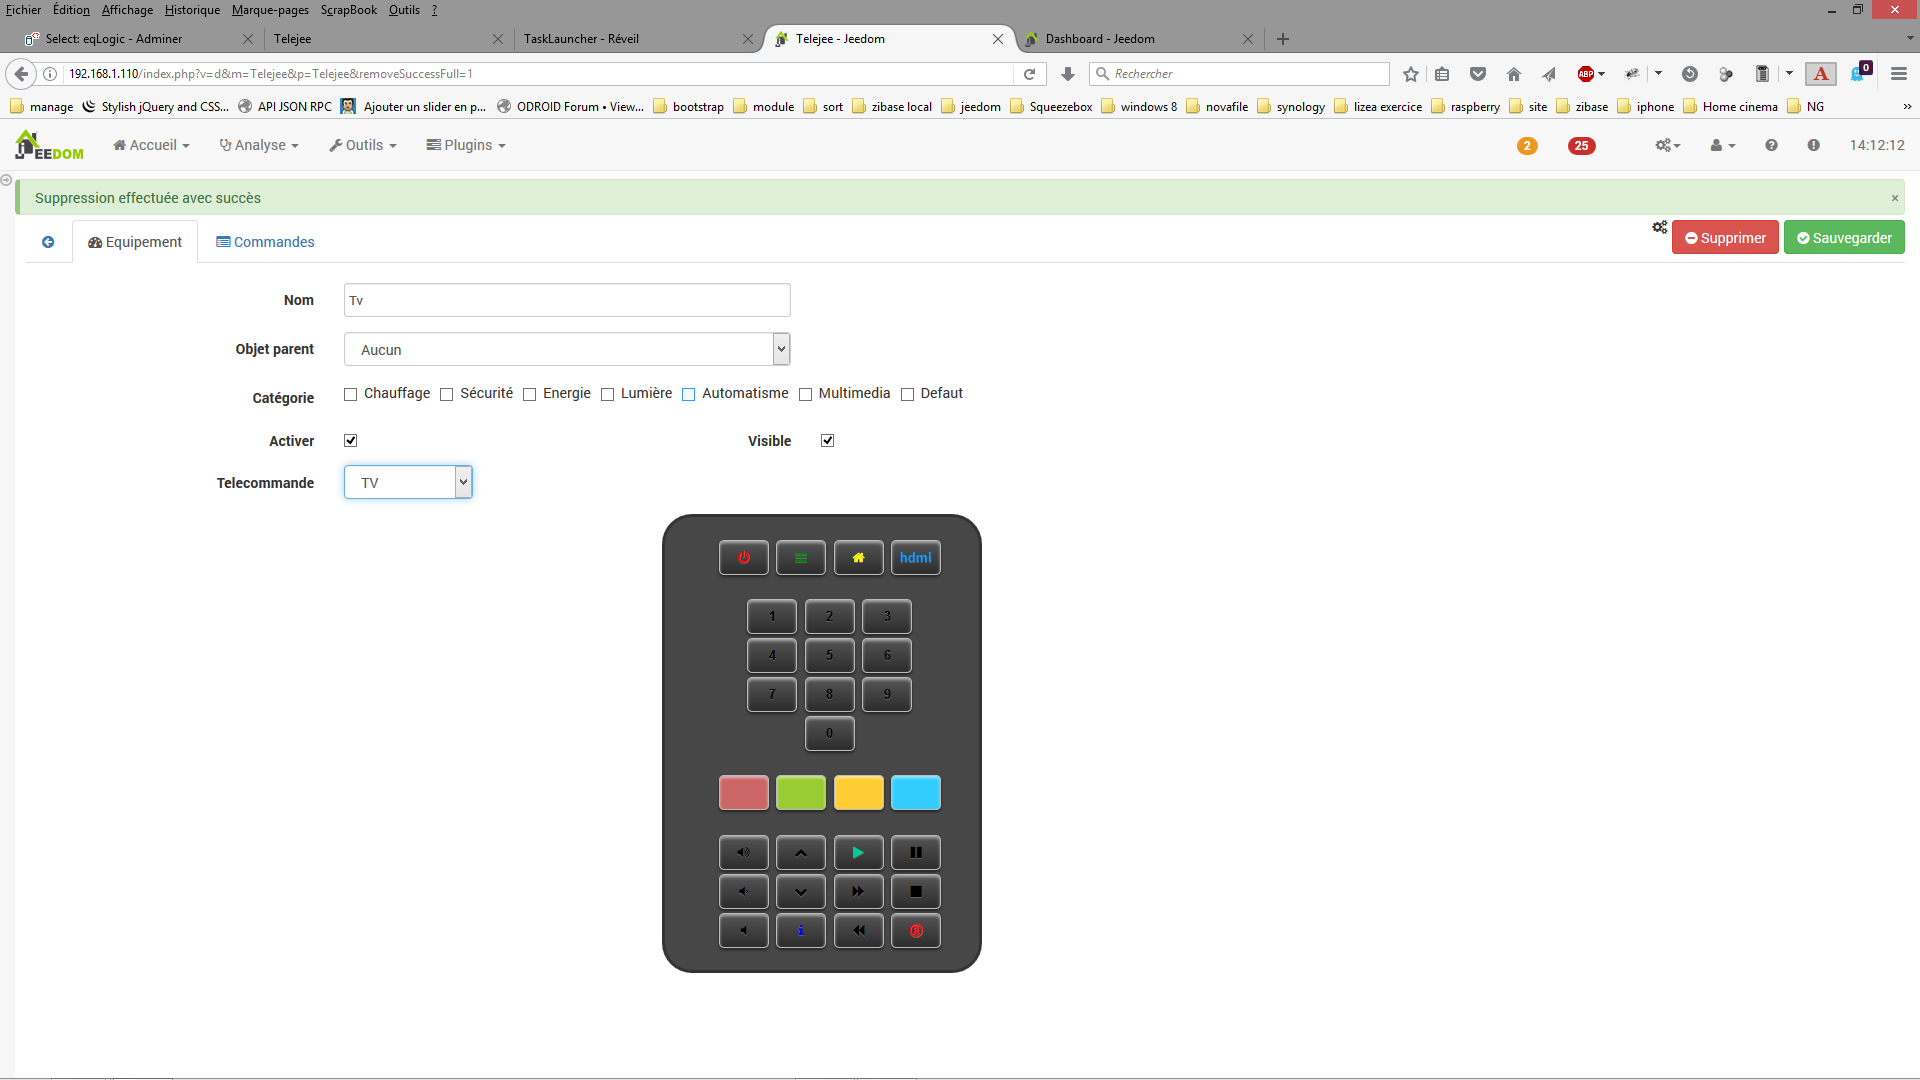 Fichier Édition Affichage Historique Marque-pages ScrapBook Outils ?
Select: eqLogic - Adminer Telejee TaskLauncher - Réveil Telejee - Jeedom Dashboard - Jeedom
192.168.1.110/index.php?v=d&m=Telejee&p=Telejee&removeSuccessFull=1 Rechercher ABP A 0
manage Stylish jQuery and CSS... API JSON RPC Ajouter un slider en p... ODROID Forum • View... bootstrap module sort zibase local jeedom Squeezebox windows 8 novafile synology lizea exercice raspberry site zibase iphone Home cinema NG »
JEEDOM Accueil Analyse Outils Plugins 2 25 14:12:12
Suppression effectuée avec succès ×
Equipement Commandes Supprimer Sauvegarder
Nom Tv
Objet parent Aucun
Catégorie Chauffage Sécurité Energie Lumière Automatisme Multimedia Defaut
Activer Visible
Telecommande TV
hdmi
1 2 3
4 5 6
7 8 9
0
i